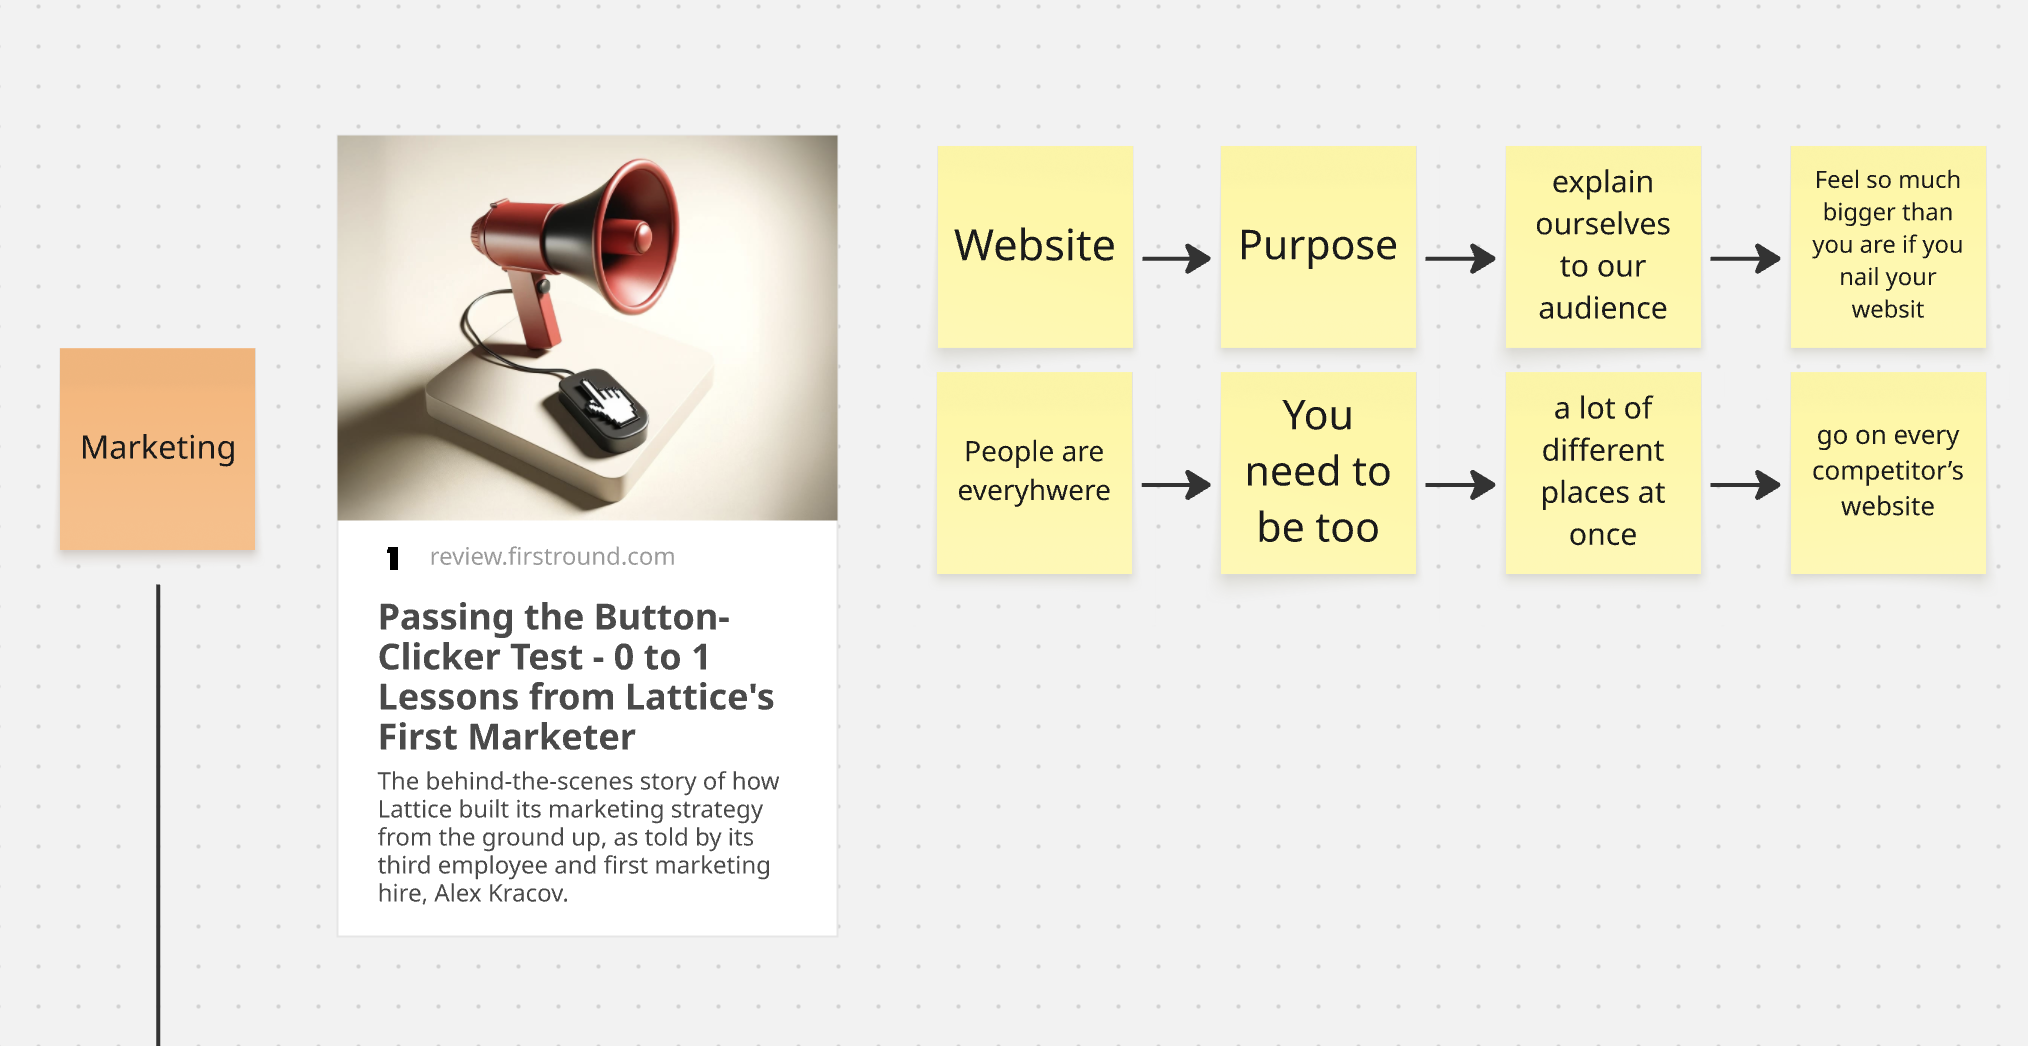 Marketing
1 review.firstround.com
Passing the Button-
Clicker Test - 0 to 1
Lessons from Lattice's
First Marketer
The behind-the-scenes story of how
Lattice built its marketing strategy
from the ground up, as told by its
third employee and first marketing
hire, Alex Kracov.
Website
Purpose
explain
ourselves
to our
audience
Feel so much
bigger than
you are if you
nail your
websit
People are
everyhwere
You
need to
be too
a lot of
different
places at
once
go on every
competitor’s
website